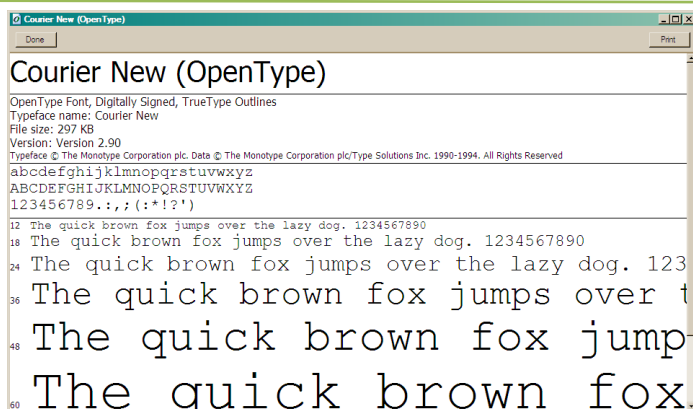 Courier New (OpenType)
Done
Print
Courier New (OpenType)
OpenType Font, Digitally Signed, TrueType Outlines
Typeface name: Courier New
File size: 297 KB
Version: Version 2.90
Typeface © The Monotype Corporation plc. Data © The Monotype Corporation plc/Type Solutions Inc. 1990-1994. All Rights Reserved
abcdefghijklmnopqrstuvwxyz
ABCDEFGHIJKLMNOPQRSTUVWXYZ
123456789.:,;(:*!?')
12 The quick brown fox jumps over the lazy dog. 1234567890
18 The quick brown fox jumps over the lazy dog. 1234567890
24 The quick brown fox jumps over the lazy dog. 123
36 The quick brown fox jumps over t
48 The quick brown fox jump
60 The quick brown fox